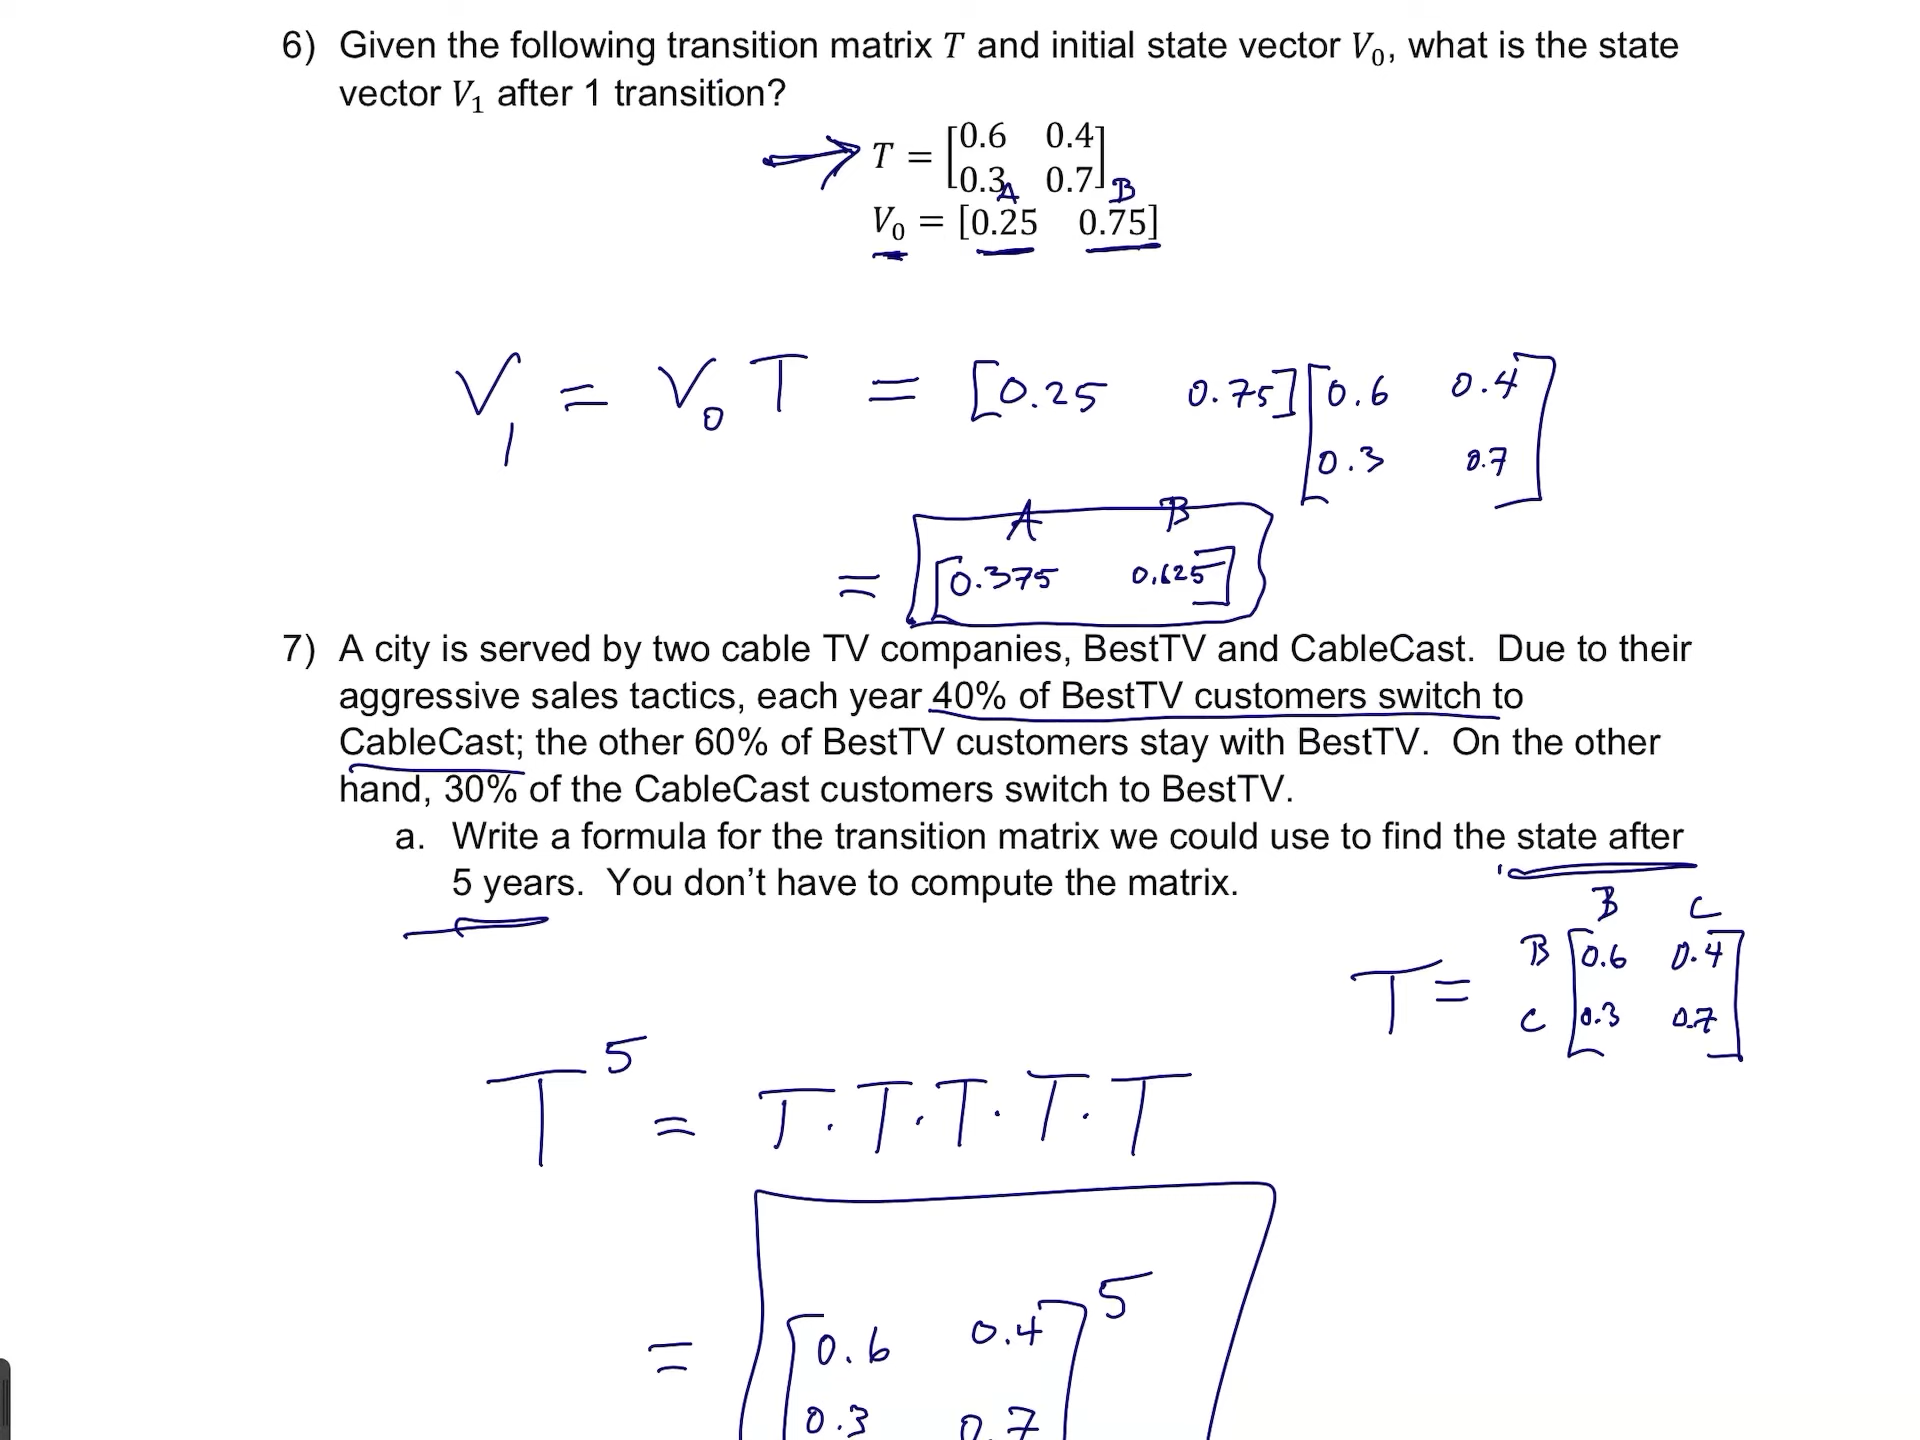 6) Given the following transition matrix T and initial state vector V₀, what is the state
vector V₁ after 1 transition?
T = [0.6 0.4]
[0.3 0.7]
A B
V₀ = [0.25 0.75]
V₁ = V₀ T = [0.25 0.75] [0.6 0.4]
[0.3 0.7]
A B
= [0.375 0.625]
7) A city is served by two cable TV companies, BestTV and CableCast. Due to their
aggressive sales tactics, each year 40% of BestTV customers switch to
CableCast; the other 60% of BestTV customers stay with BestTV. On the other
hand, 30% of the CableCast customers switch to BestTV.
a. Write a formula for the transition matrix we could use to find the state after
5 years. You don't have to compute the matrix.
B C
T = B [0.6 0.4]
C [0.3 0.7]
T⁵ = T · T · T · T · T
= [0.6 0.4]⁵
[0.3 0.7